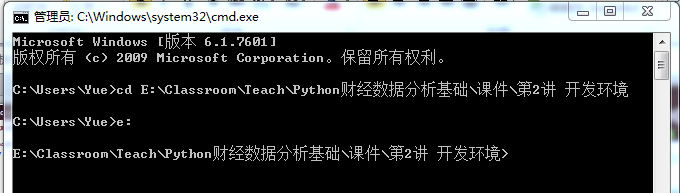 管理员: C:\Windows\system32\cmd.exe
Microsoft Windows [版本 6.1.7601]
版权所有 (c) 2009 Microsoft Corporation。保留所有权利。
C:\Users\Yue>cd E:\Classroom\Teach\Python财经数据分析基础\课件\第2讲 开发环境
C:\Users\Yue>e:
E:\Classroom\Teach\Python财经数据分析基础\课件\第2讲 开发环境>